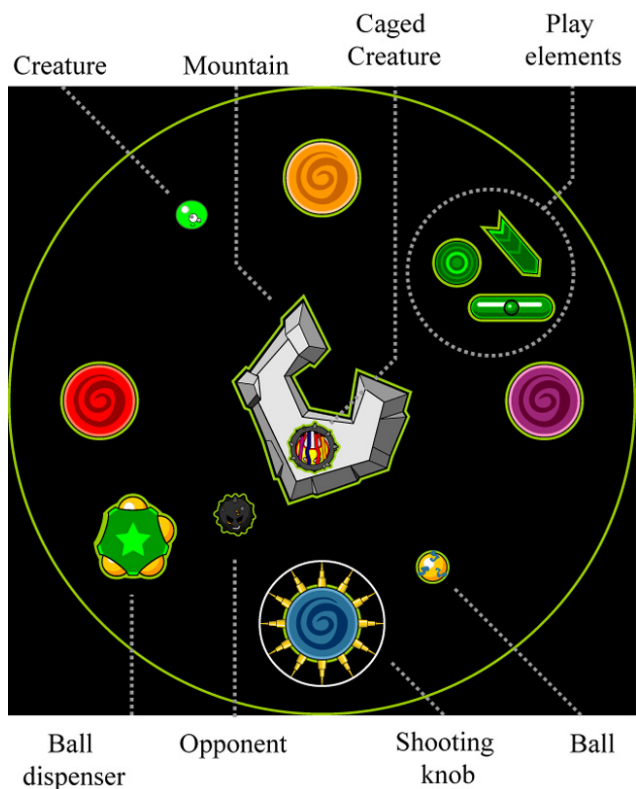 Creature
Mountain
Caged
Creature
Play
elements
Ball
dispenser
Opponent
Shooting
knob
Ball